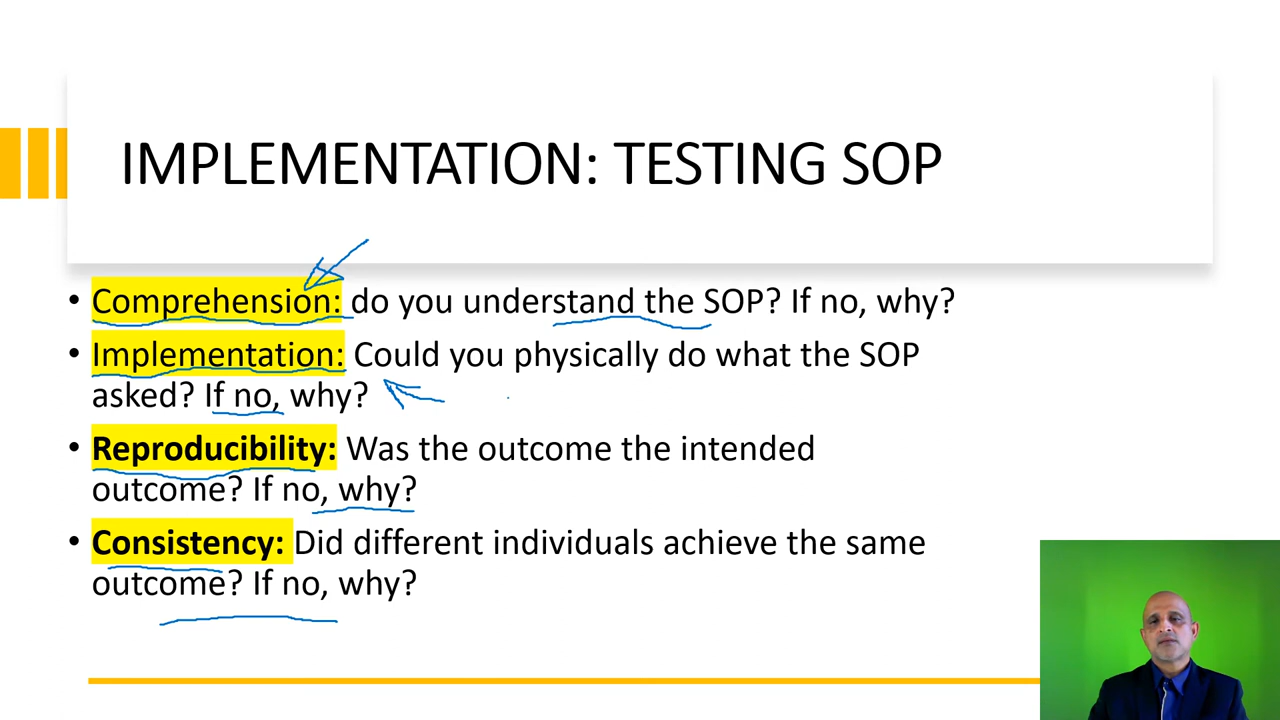 IMPLEMENTATION: TESTING SOP
• Comprehension: do you understand the SOP? If no, why?
• Implementation: Could you physically do what the SOP
asked? If no, why?
• Reproducibility: Was the outcome the intended
outcome? If no, why?
• Consistency: Did different individuals achieve the same
outcome? If no, why?